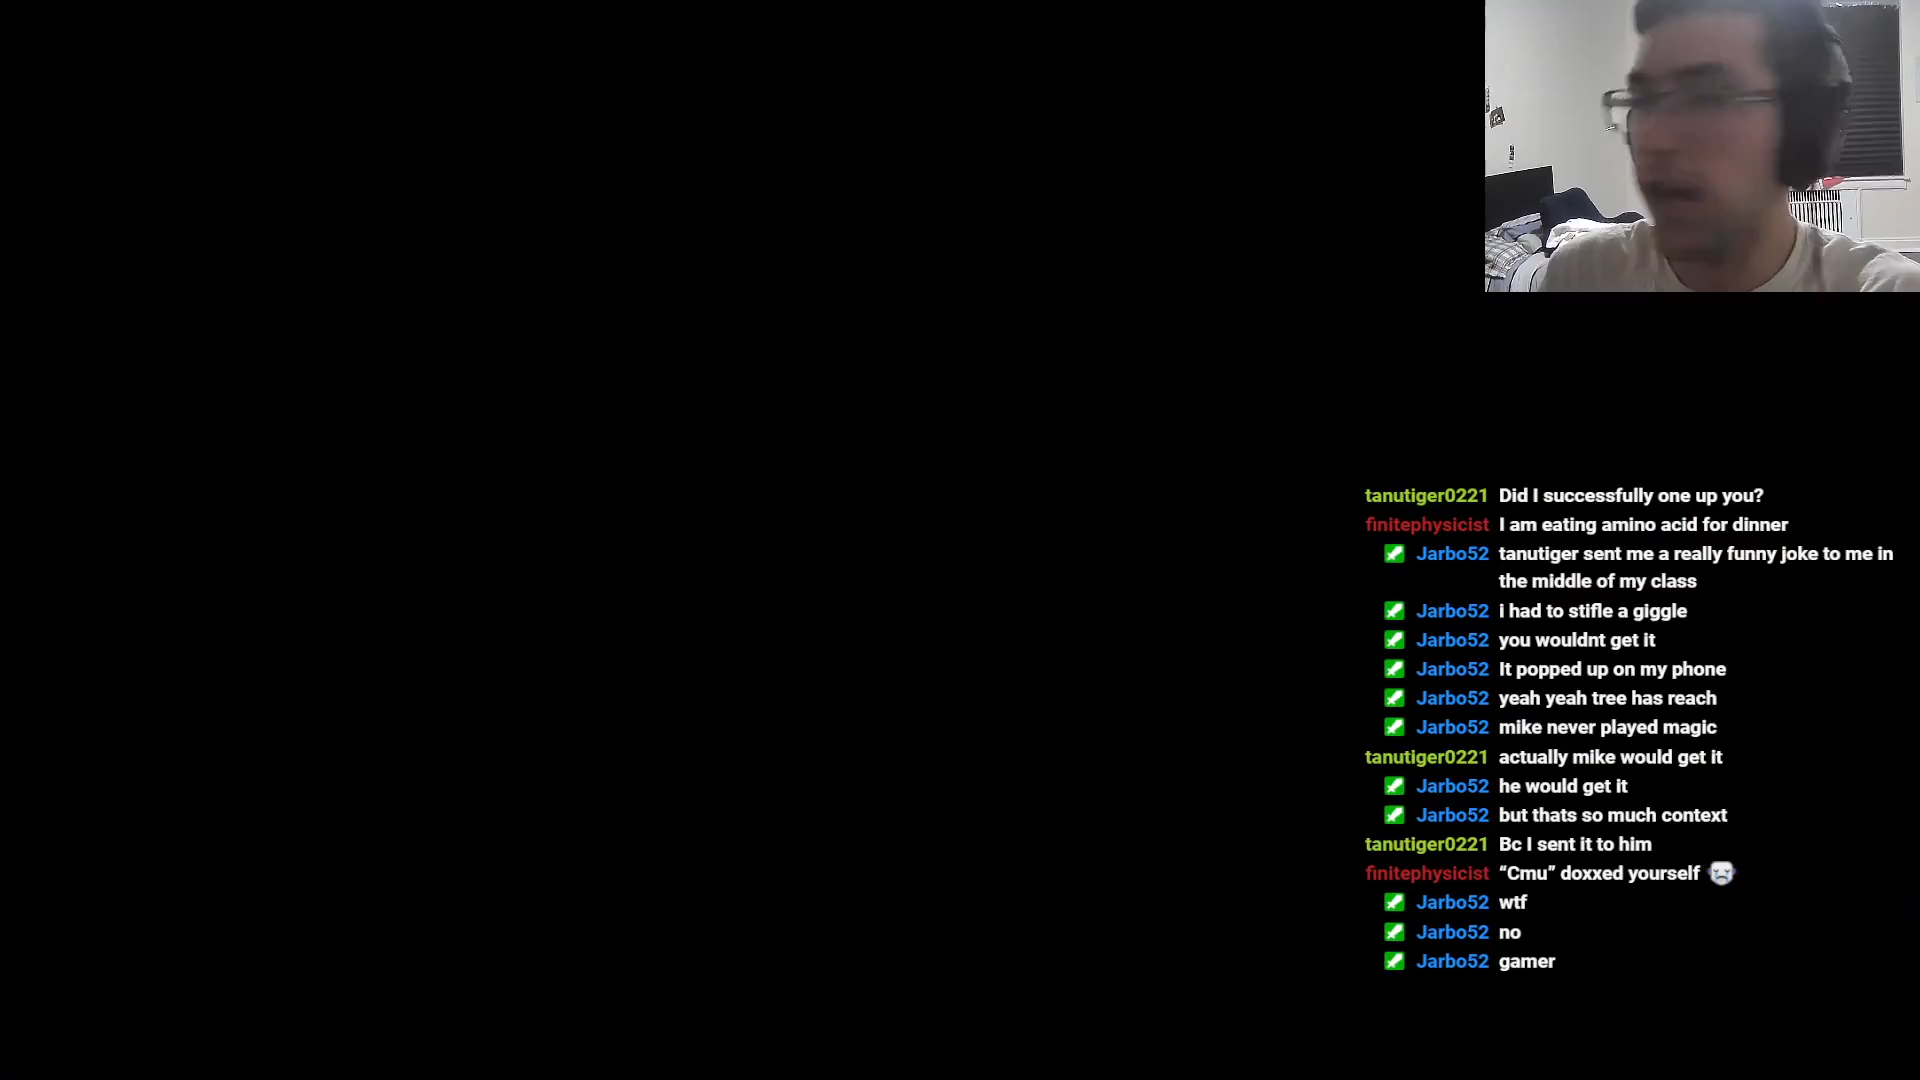 tanutiger0221 Did I successfully one up you?
finitephysicist I am eating amino acid for dinner
Jarbo52 tanutiger sent me a really funny joke to me in
the middle of my class
Jarbo52 i had to stifle a giggle
Jarbo52 you wouldnt get it
Jarbo52 It popped up on my phone
Jarbo52 yeah yeah tree has reach
Jarbo52 mike never played magic
tanutiger0221 actually mike would get it
Jarbo52 he would get it
Jarbo52 but thats so much context
tanutiger0221 Bc I sent it to him
finitephysicist “Cmu” doxxed yourself
Jarbo52 wtf
Jarbo52 no
Jarbo52 gamer